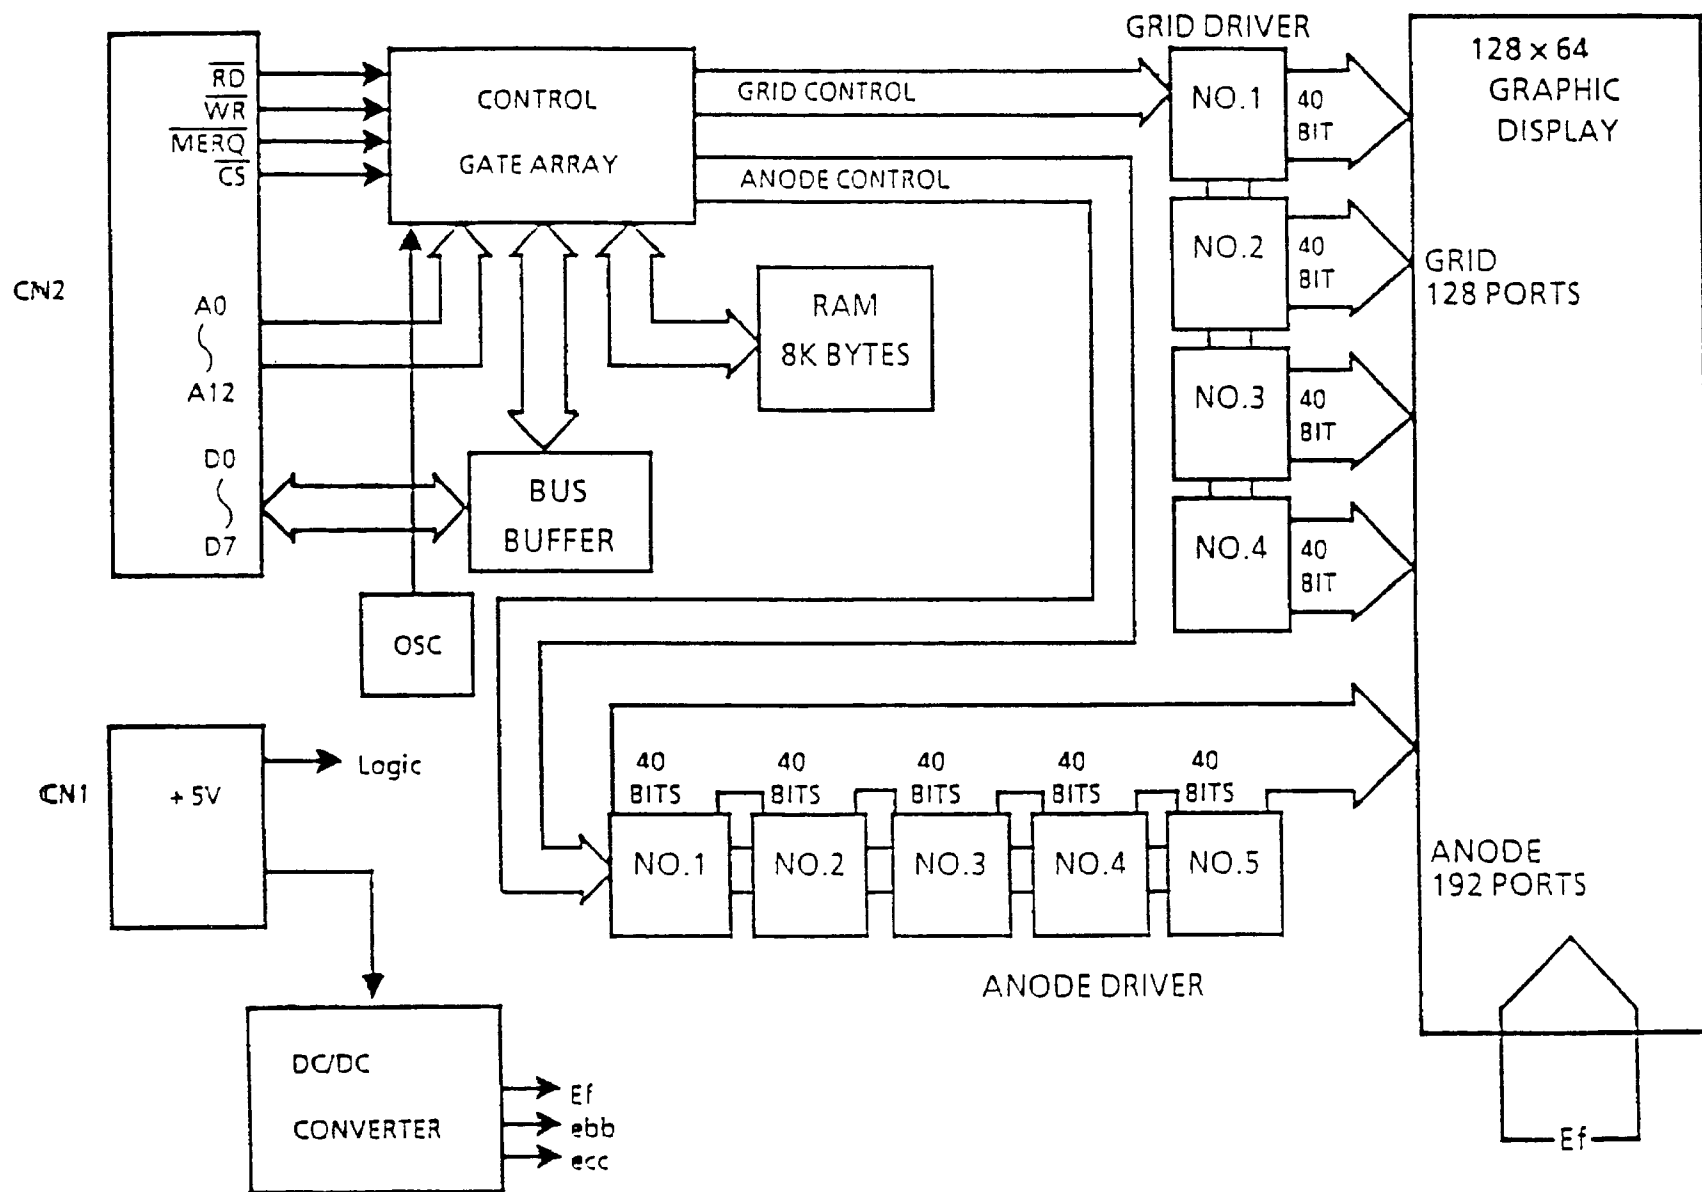 GRID DRIVER
CN2
RD
WR
MERQ
CS
A0
A12
D0
D7
CONTROL
GATE ARRAY
GRID CONTROL
ANODE CONTROL
RAM
8K BYTES
BUS
BUFFER
OSC
NO.1
40
BIT
NO.2
40
BIT
NO.3
40
BIT
NO.4
40
BIT
128 x 64
GRAPHIC
DISPLAY
GRID
128 PORTS
ANODE
192 PORTS
Ef
CN1
+ 5V
Logic
40
BITS
40
BITS
40
BITS
40
BITS
40
BITS
NO.1
NO.2
NO.3
NO.4
NO.5
ANODE DRIVER
DC/DC
CONVERTER
Ef
ebb
ecc